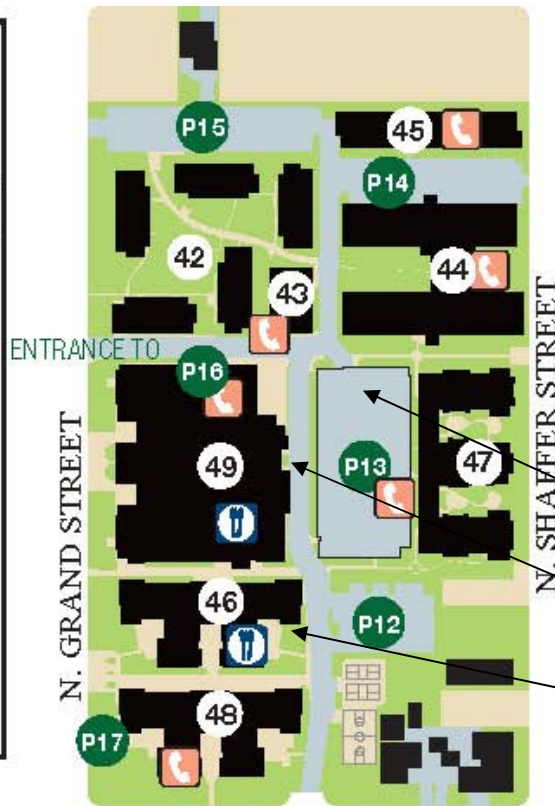 P15
45
P14
42
44
43
ENTRANCE TO
P16
49
P13
47
46
P12
48
P17
N. GRAND STREET
N. SHAFFER STREET